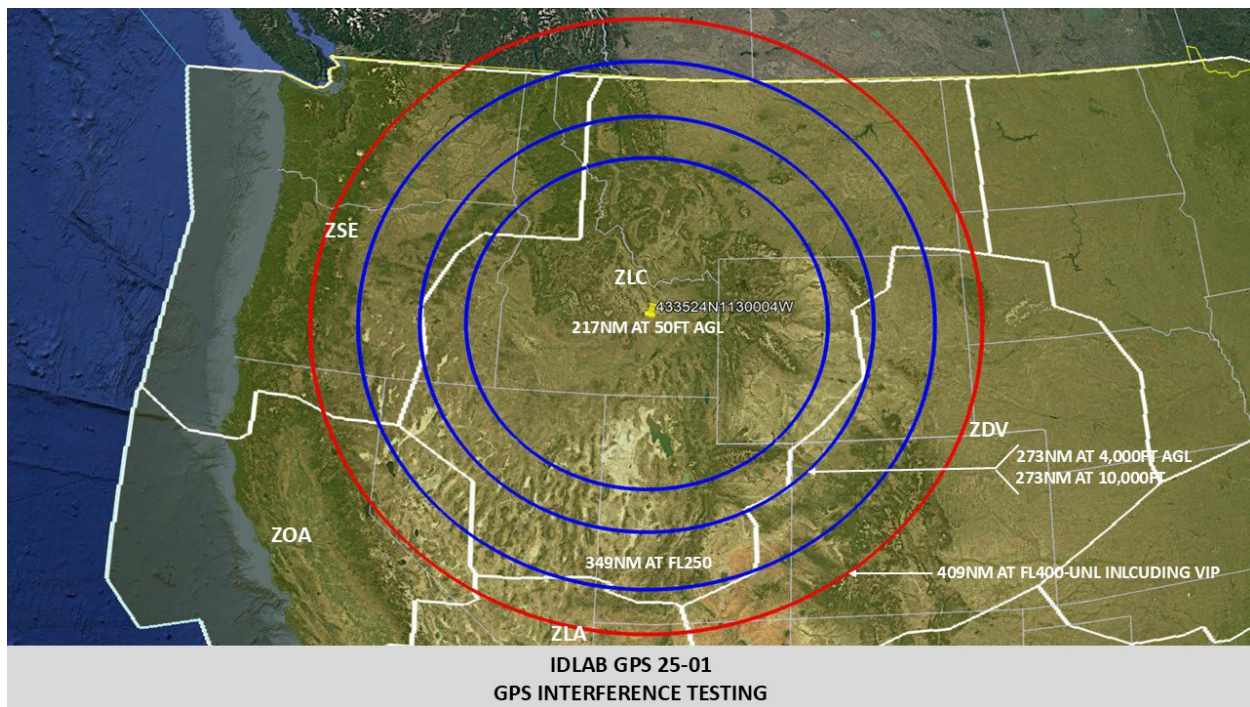 ZSE
ZLC
433524N1130004W
217NM AT 50FT AGL
ZDV
273NM AT 4,000FT AGL
273NM AT 10,000FT
ZOA
349NM AT FL250
409NM AT FL400-UNL INLCUDING VIP
ZLA
IDLAB GPS 25-01
GPS INTERFERENCE TESTING